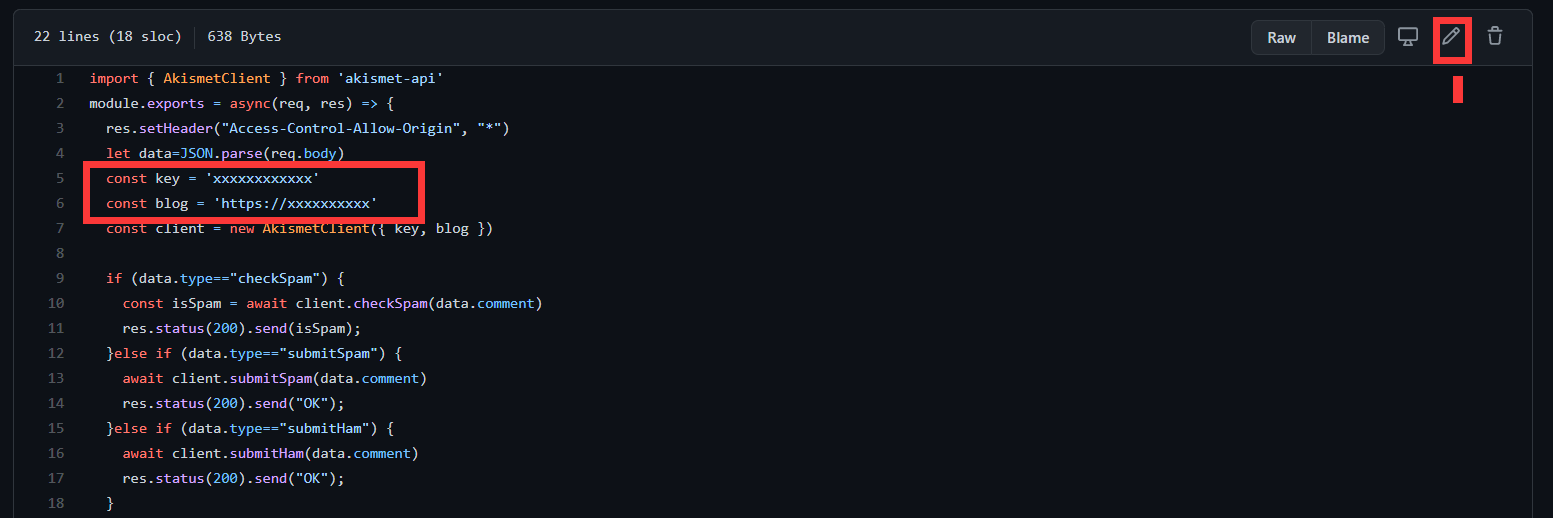 22 lines (18 sloc) 638 Bytes Raw Blame
1 import { AkismetClient } from 'akismet-api'
2 module.exports = async(req, res) => {
3 res.setHeader("Access-Control-Allow-Origin", "*")
4 let data=JSON.parse(req.body)
5 const key = 'xxxxxxxxxxxx'
6 const blog = 'https://xxxxxxxxxx'
7 const client = new AkismetClient({ key, blog })
8
9 if (data.type=="checkSpam") {
10 const isSpam = await client.checkSpam(data.comment)
11 res.status(200).send(isSpam);
12 }else if (data.type=="submitSpam") {
13 await client.submitSpam(data.comment)
14 res.status(200).send("OK");
15 }else if (data.type=="submitHam") {
16 await client.submitHam(data.comment)
17 res.status(200).send("OK");
18 }